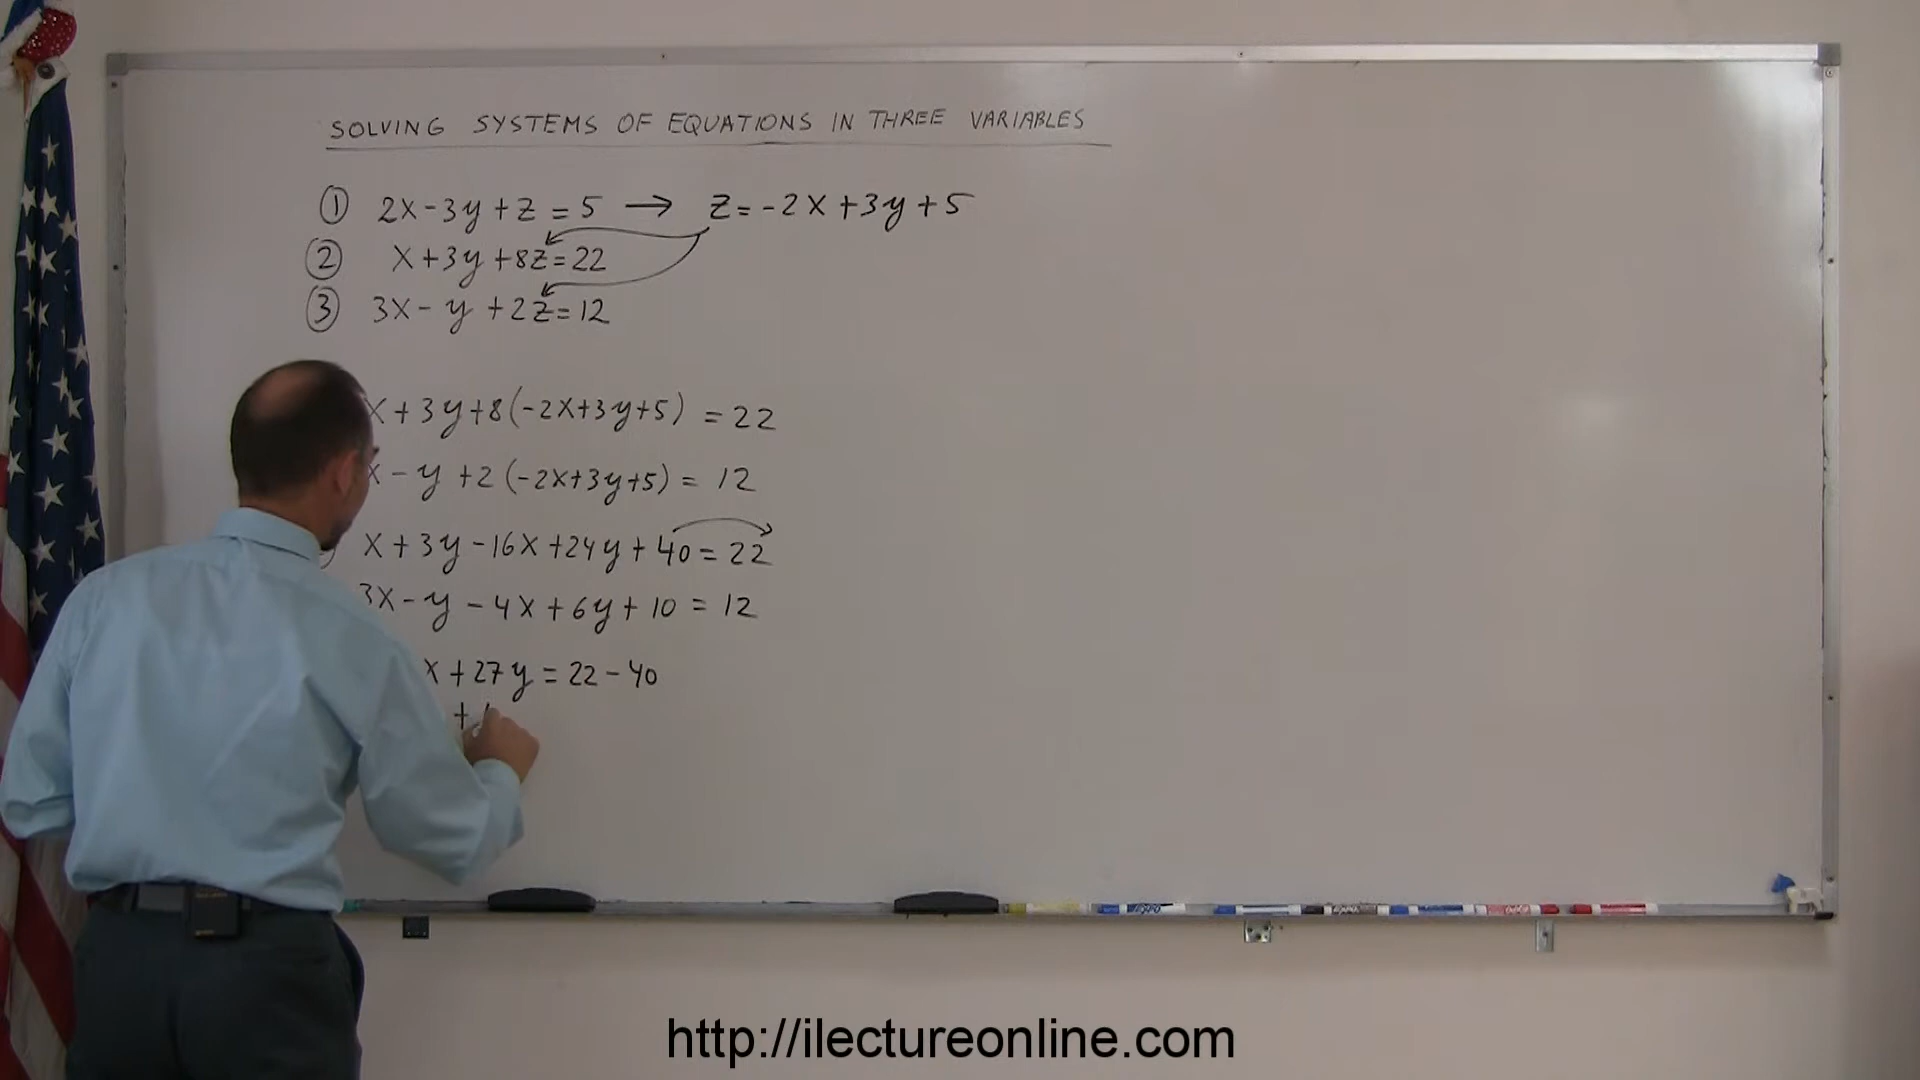 SOLVING SYSTEMS OF EQUATIONS IN THREE VARIABLES
① 2X-3y+z=5 → z=-2X+3y+5
② X+3y+8z=22
③ 3X-y+2z=12
X+3y+8(-2X+3y+5)=22
X-y+2(-2X+3y+5)=12
X+3y-16X+24y+40=22
3X-y-4X+6y+10=12
X+27y=22-40
+
http://ilectureonline.com